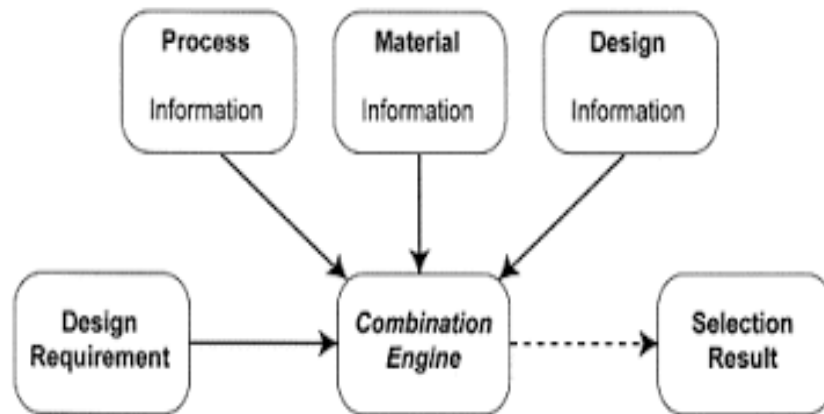 Process
Information
Material
Information
Design
Information
Design
Requirement
Combination
Engine
Selection
Result